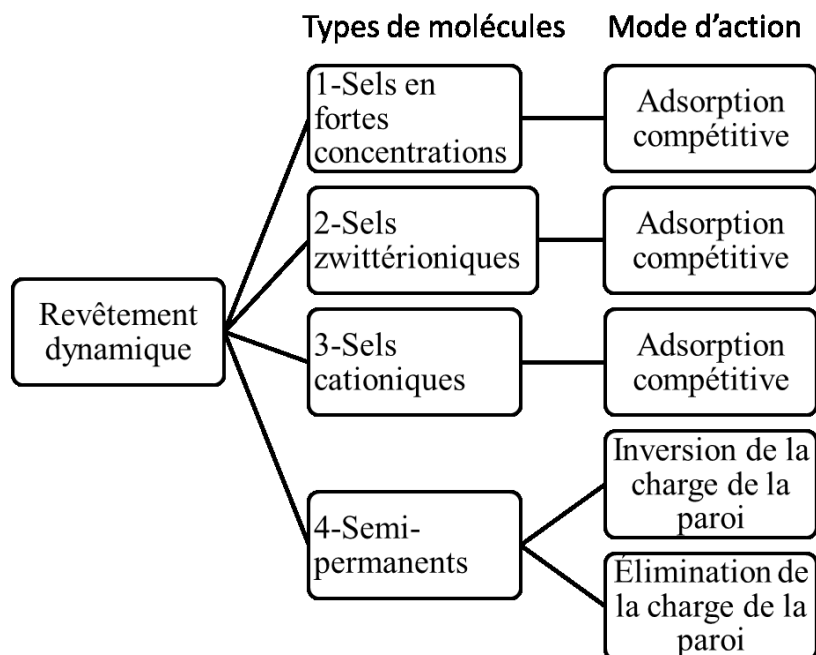 Types de molécules
Mode d'action
1-Sels en
fortes
concentrations
Adsorption
compétitive
2-Sels
zwittérioniques
Adsorption
compétitive
Revêtement
dynamique
3-Sels
cationiques
Adsorption
compétitive
4-Semi-
permanents
Inversion de la
charge de la
paroi
Élimination de
la charge de la
paroi